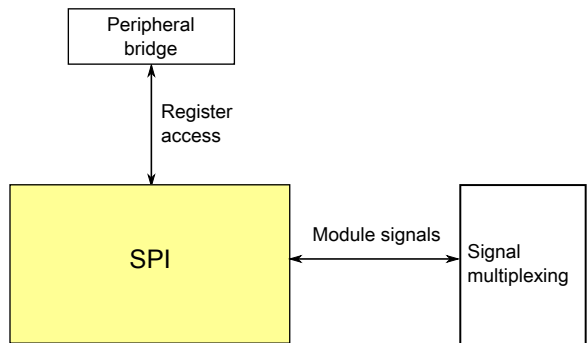 Peripheral
bridge
Register
access
SPI
Module signals
Signal
multiplexing